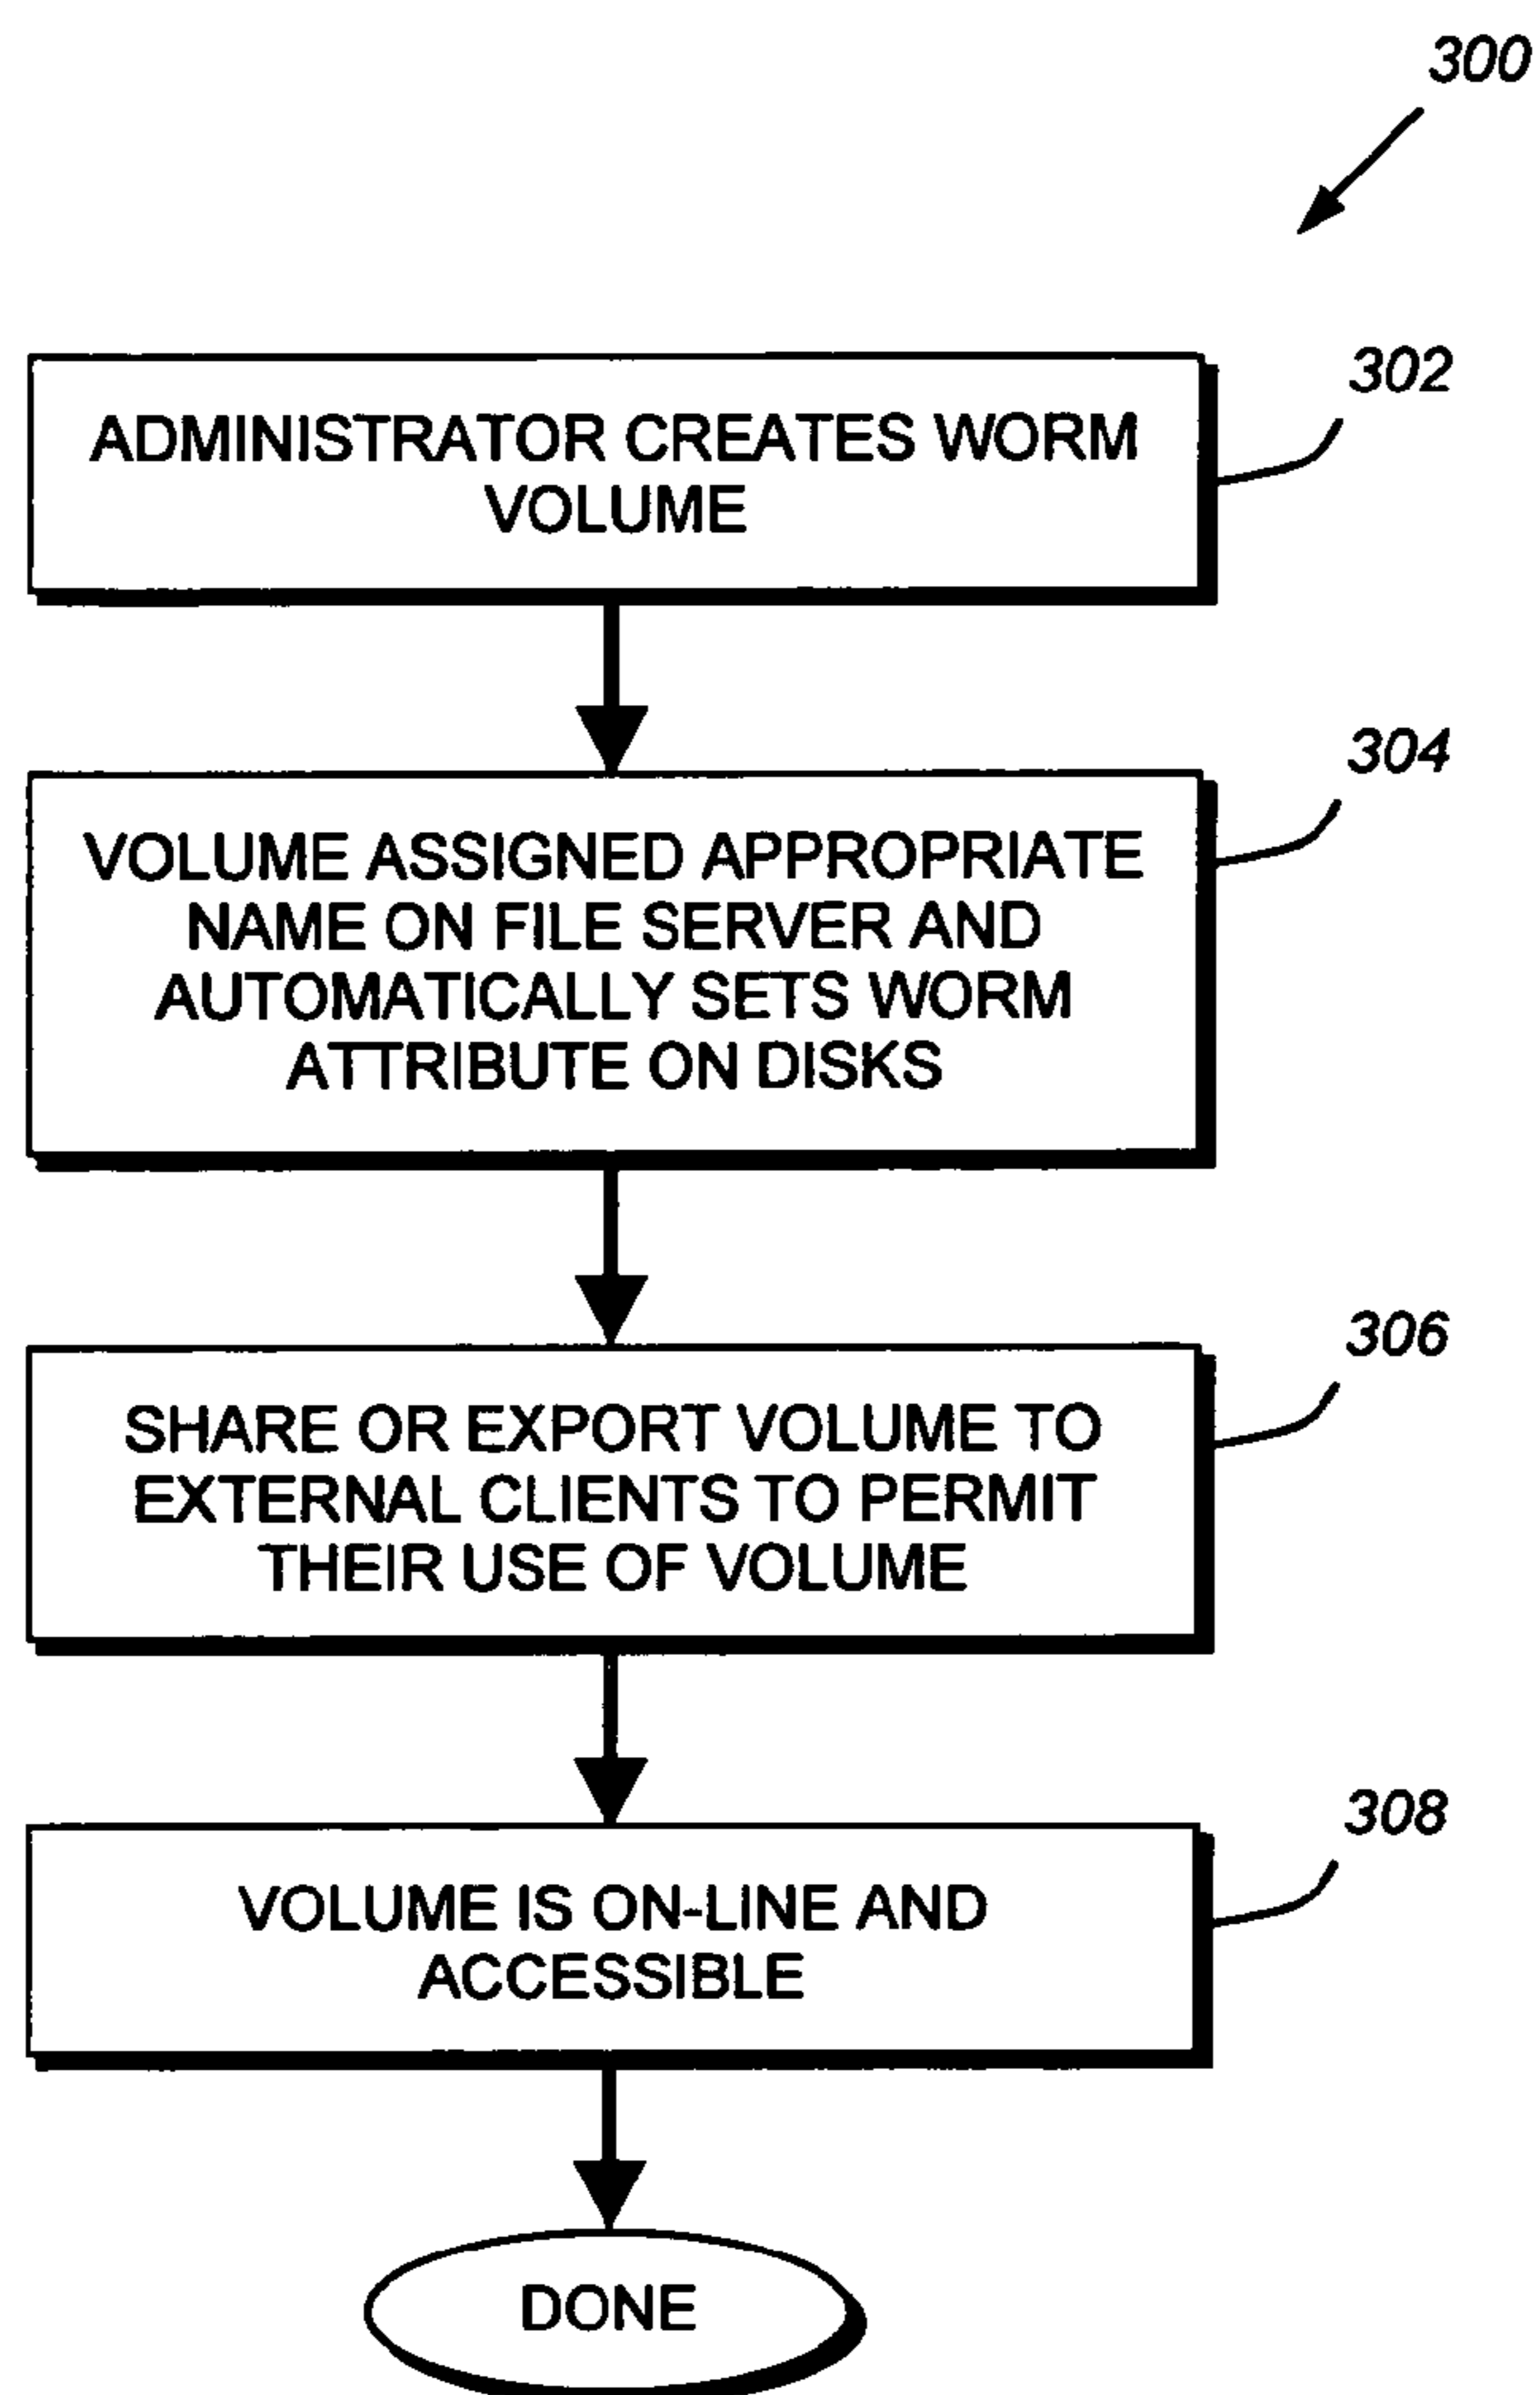 300
302
ADMINISTRATOR CREATES WORM
VOLUME
304
VOLUME ASSIGNED APPROPRIATE
NAME ON FILE SERVER AND
AUTOMATICALLY SETS WORM
ATTRIBUTE ON DISKS
306
SHARE OR EXPORT VOLUME TO
EXTERNAL CLIENTS TO PERMIT
THEIR USE OF VOLUME
308
VOLUME IS ON-LINE AND
ACCESSIBLE
DONE